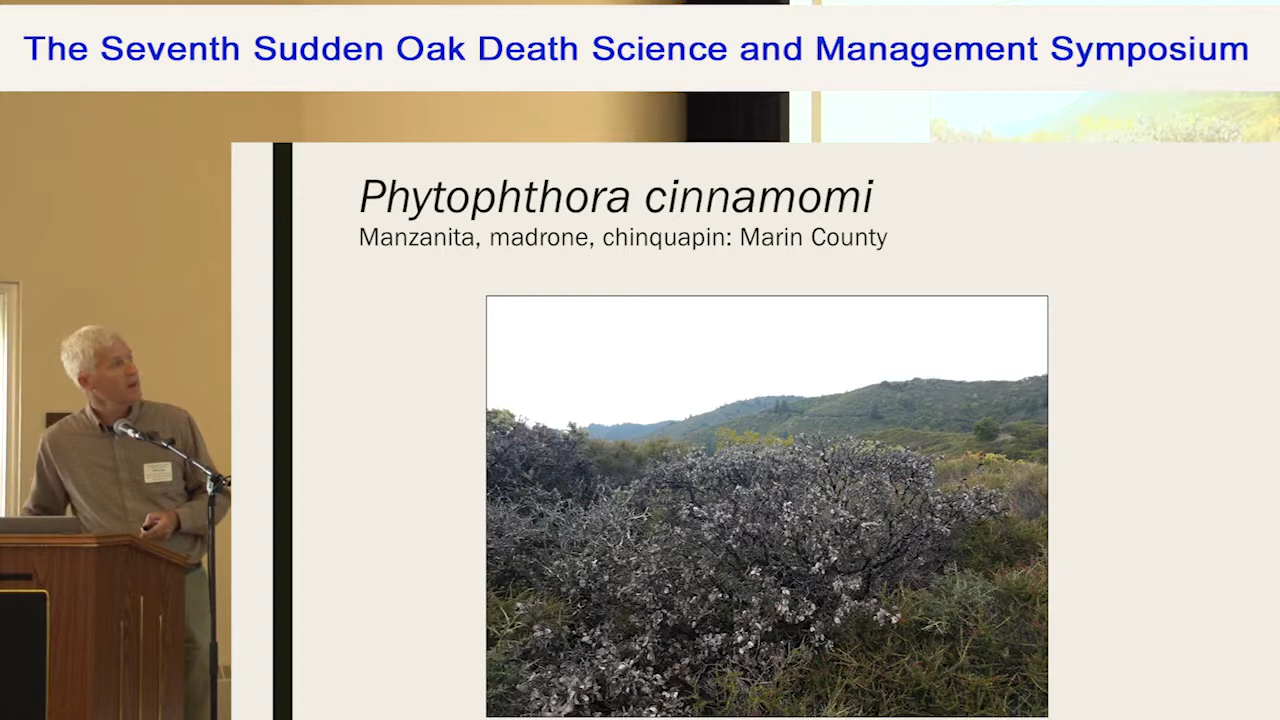 The Seventh Sudden Oak Death Science and Management Symposium
Phytophthora cinnamomi
Manzanita, madrone, chinquapin: Marin County